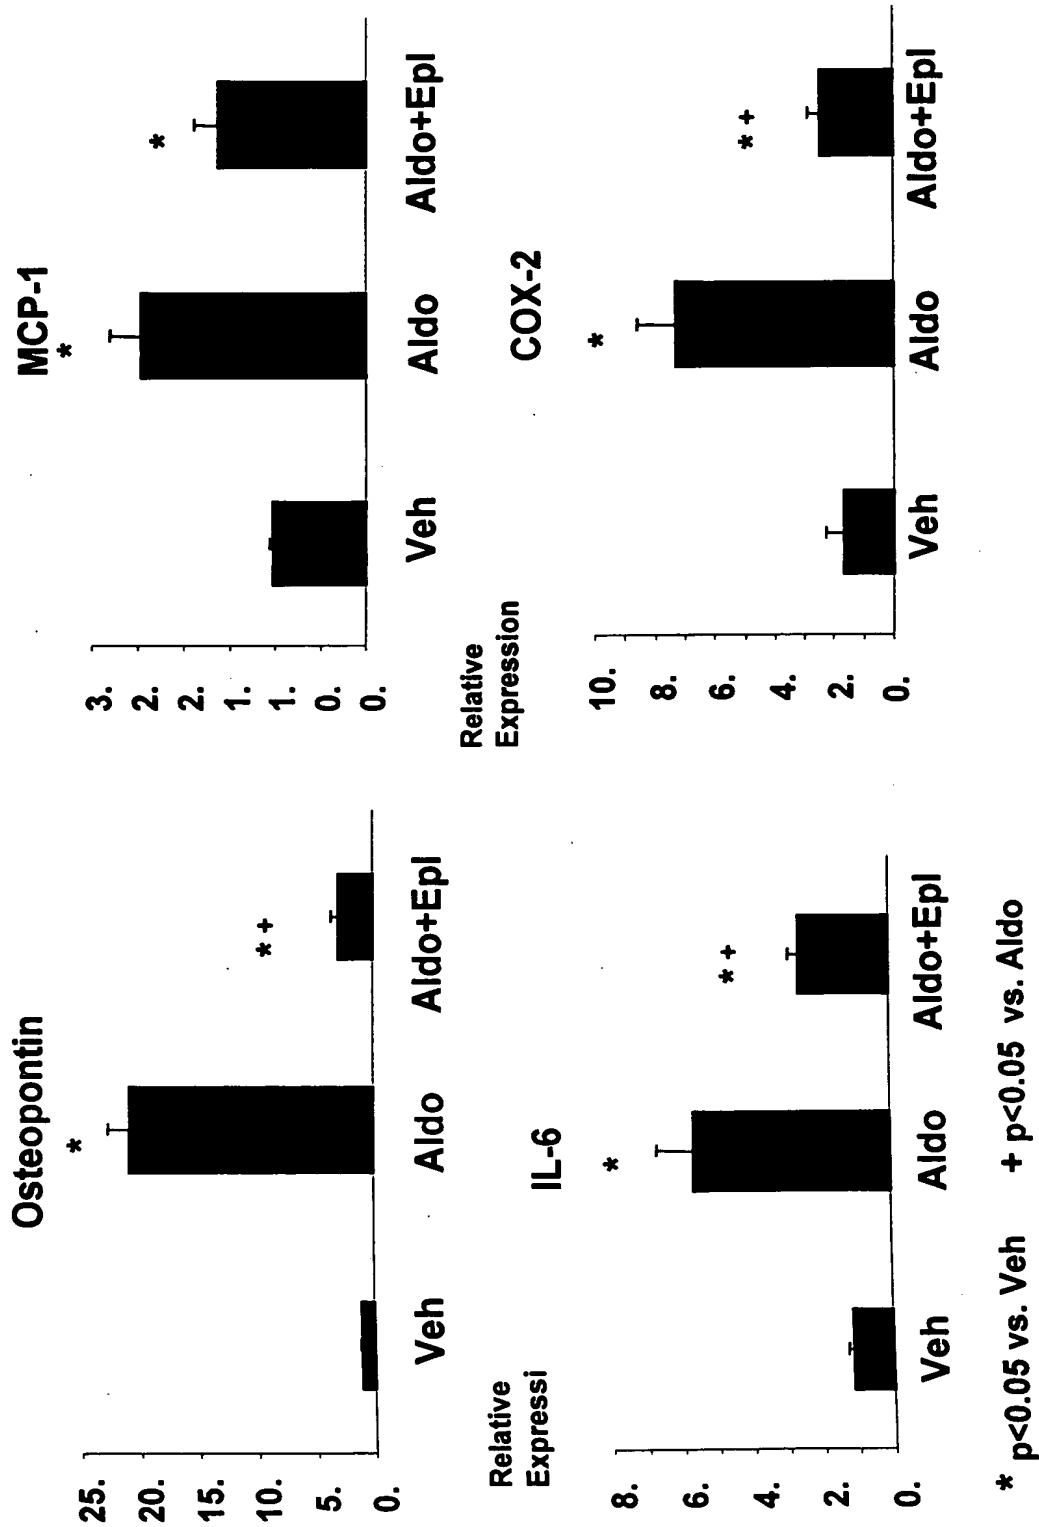 Osteopontin
25.
20.
15.
10.
5.
0.
*
* +
Veh
Aldo
Aldo+Epl
MCP-1
3.
2.
2.
1.
1.
0.
*
*
Veh
Aldo
Aldo+Epl
Relative
Expressi
IL-6
8.
6.
4.
2.
0.
*
* +
Veh
Aldo
Aldo+Epl
Relative
Expression
COX-2
10.
8.
6.
4.
2.
0.
*
* +
Veh
Aldo
Aldo+Epl
* p<0.05 vs. Veh + p<0.05 vs. Aldo